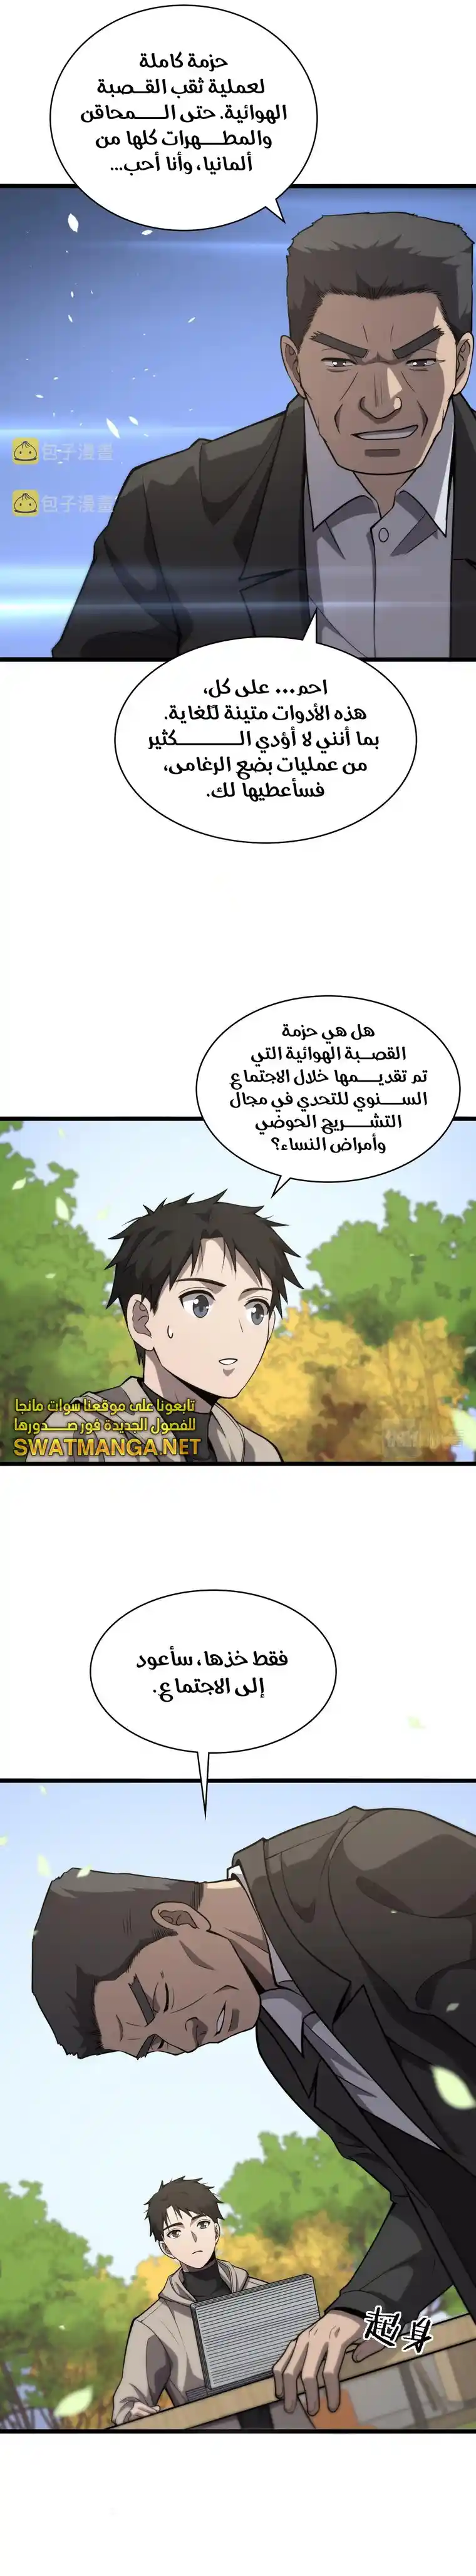 حزمة كاملة
لعملية ثقب القصبة
الهوائية. حتى المحاقن
والمطهرات كلها من
ألمانيا، وأنا أحب...
包子漫畫
包子漫畫
احم... على كل،
هذه الأدوات متينة للغاية.
بما أنني لا أؤدي الكثير
من عمليات بضع الرغامى،
فسأعطيها لك.
هل هي حزمة
القصبة الهوائية التي
تم تقديمها خلال الاجتماع
السنوي للتحدي في مجال
التشريح الحوضي
وأمراض النساء؟
تابعونا على موقعنا سوات مانجا
للفصول الجديدة فور صدورها
SWATMANGA.NET
فقط خذها، سأعود
إلى الاجتماع.
起身